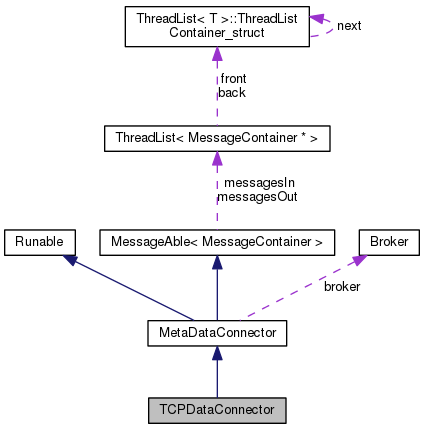 ThreadList< T >::ThreadList
Container_struct
next
front
back
ThreadList< MessageContainer * >
messagesIn
messagesOut
Runable
MessageAble< MessageContainer >
Broker
broker
MetaDataConnector
TCPDataConnector